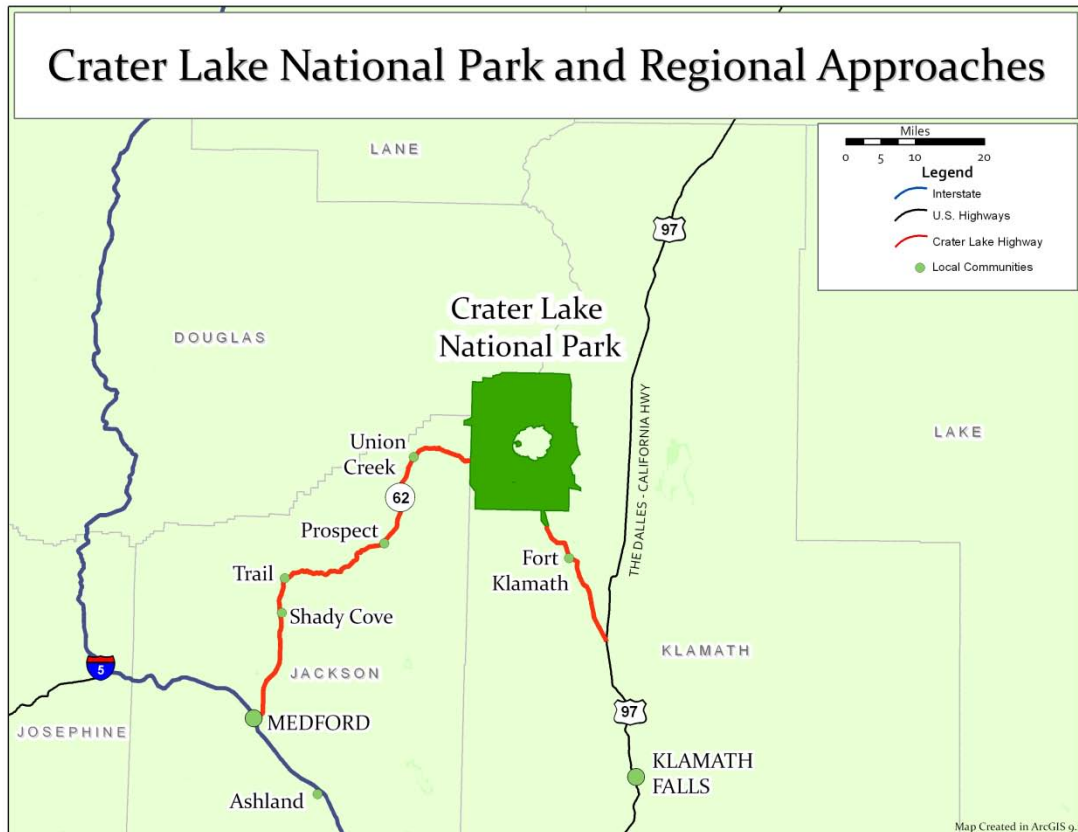 Crater Lake National Park and Regional Approaches
Miles
0 5 10 20
Legend
Interstate
U.S. Highways
Crater Lake Highway
Local Communities
LANE
97
Crater Lake
National Park
DOUGLAS
THE DALLES - CALIFORNIA HWY
LAKE
Union
Creek
62
Prospect
Fort
Klamath
Trail
Shady Cove
5
JACKSON
KLAMATH
JOSEPHINE
MEDFORD
97
KLAMATH
FALLS
Ashland
Map Created in ArcGIS 9.